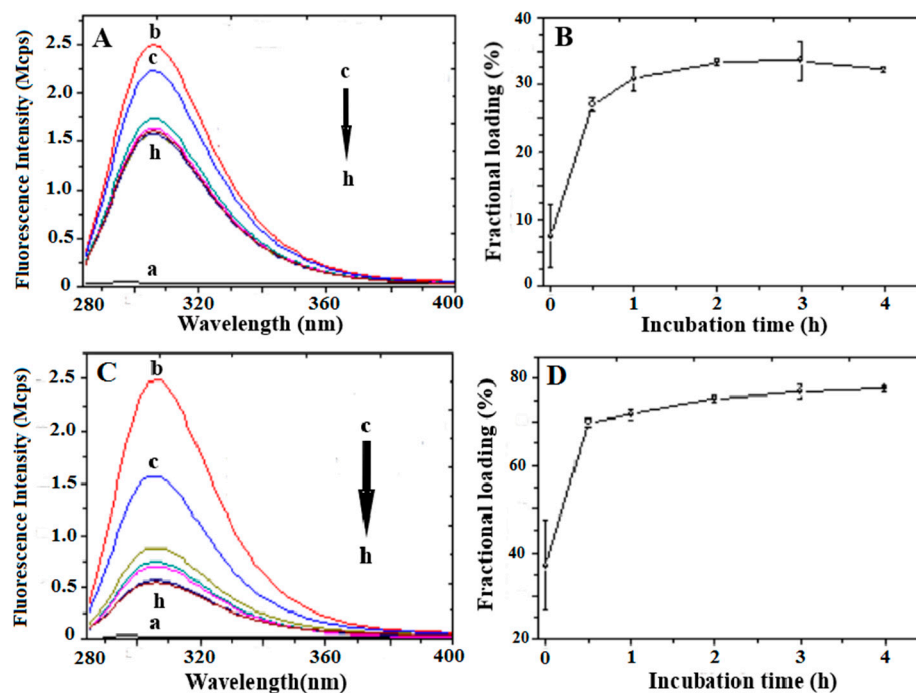 A
Fluorescence Intensity (Mcps)
2.5
2.0
1.5
1.0
0.5
0
b
c
h
a
c
h
280 320 360 400
Wavelength (nm)
B
Fractional loading (%)
40
30
20
10
0
0 1 2 3 4
Incubation time (h)
C
Fluorescence Intensity (Mcps)
2.5
2.0
1.5
1.0
0.5
0
b
c
h
a
c
h
280 320 360 400
Wavelength(nm)
D
Fractional loading (%)
80
70
60
40
20
0 1 2 3 4
Incubation time (h)